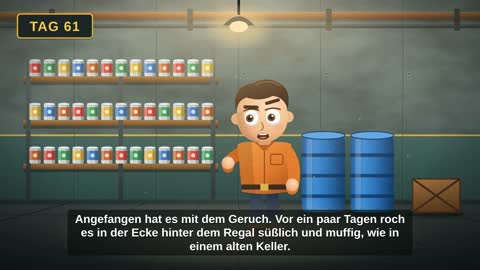 TAG 61
Angefangen hat es mit dem Geruch. Vor ein paar Tagen roch
es in der Ecke hinter dem Regal süßlich und muffig, wie in
einem alten Keller.